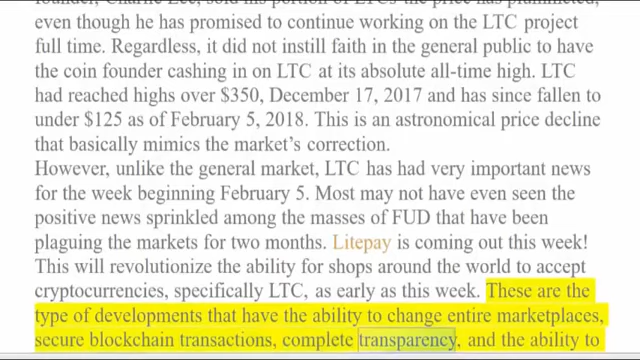 founder, Charlie Lee, sold his portion of LTCs the price has plummeted,
even though he has promised to continue working on the LTC project
full time. Regardless, it did not instill faith in the general public to have
the coin founder cashing in on LTC at its absolute all-time high. LTC
had reached highs over $350, December 17, 2017 and has since fallen to
under $125 as of February 5, 2018. This is an astronomical price decline
that basically mimics the market’s correction.
However, unlike the general market, LTC has had very important news
for the week beginning February 5. Most may not have even seen the
positive news sprinkled among the masses of FUD that have been
plaguing the markets for two months. Litepay is coming out this week!
This will revolutionize the ability for shops around the world to accept
cryptocurrencies, specifically LTC, as early as this week. These are the
type of developments that have the ability to change entire marketplaces,
secure blockchain transactions, complete transparency, and the ability to